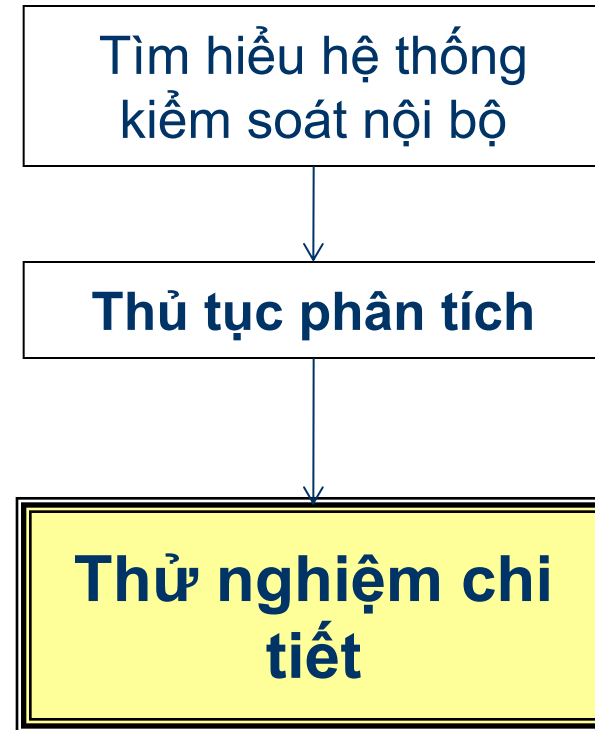 Tìm hiểu hệ thống
kiểm soát nội bộ
Thủ tục phân tích
Thử nghiệm chi
tiết